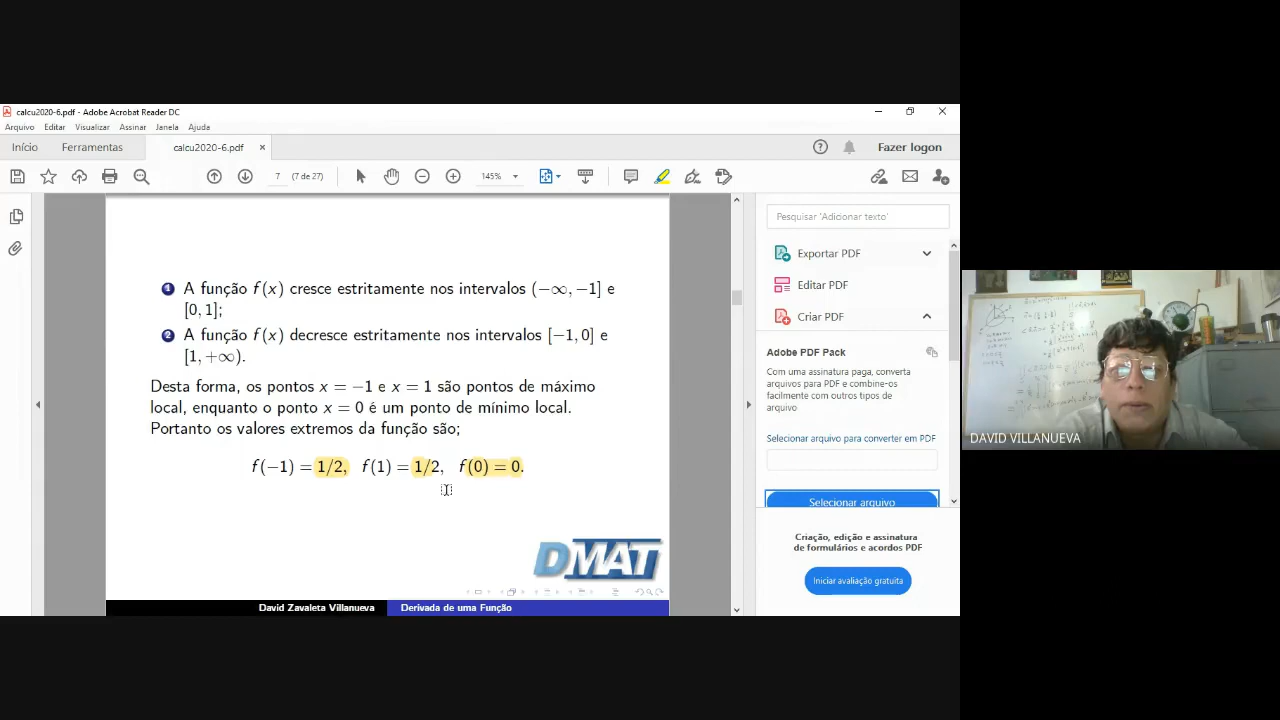 calcu2020-6.pdf - Adobe Acrobat Reader DC
Arquivo Editar Visualizar Assinar Janela Ajuda
Início Ferramentas calcu2020-6.pdf × Fazer logon
7 (7 de 27) 145%
1 A função f(x) cresce estritamente nos intervalos (−∞, −1] e
[0, 1];
2 A função f(x) decresce estritamente nos intervalos [−1, 0] e
[1, +∞).
Desta forma, os pontos x = −1 e x = 1 são pontos de máximo
local, enquanto o ponto x = 0 é um ponto de mínimo local.
Portanto os valores extremos da função são;
f(−1) = 1/2, f(1) = 1/2, f(0) = 0.
DMAT
David Zavaleta Villanueva Derivada de uma Função
Pesquisar 'Adicionar texto'
Exportar PDF
Editar PDF
Criar PDF
Adobe PDF Pack
Com uma assinatura paga, converta
arquivos para PDF e combine-os
facilmente com outros tipos de
arquivo
Selecionar arquivo para converter em PDF
Selecionar arquivo
Criação, edição e assinatura
de formulários e acordos PDF
Iniciar avaliação gratuita
DAVID VILLANUEVA